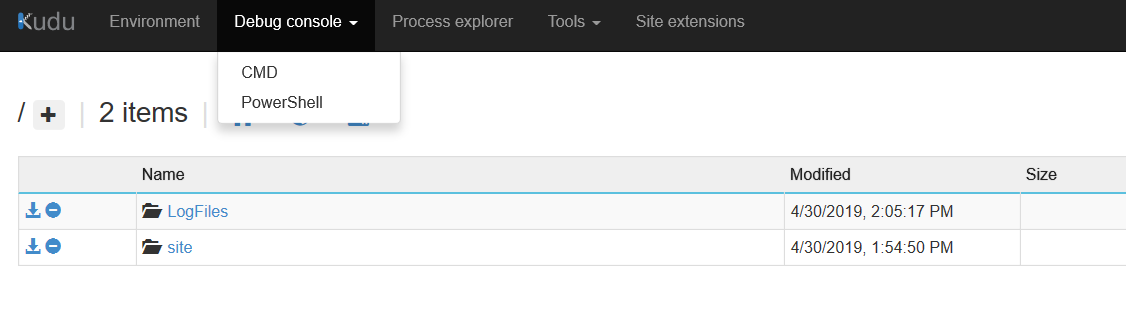 Kudu Environment Debug console Process explorer Tools Site extensions
CMD
PowerShell
/ + | 2 items |
Name Modified Size
LogFiles 4/30/2019, 2:05:17 PM
site 4/30/2019, 1:54:50 PM